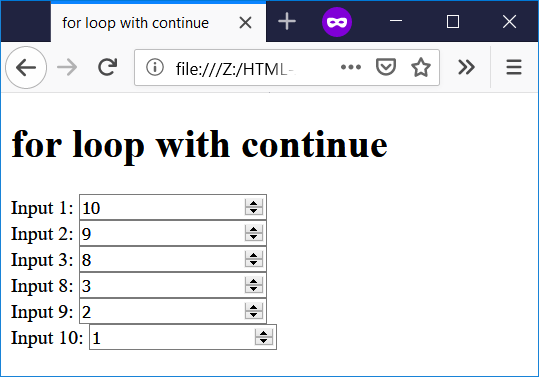 for loop with continue
file:///Z:/HTML-
for loop with continue
Input 1: 10
Input 2: 9
Input 3: 8
Input 8: 3
Input 9: 2
Input 10: 1